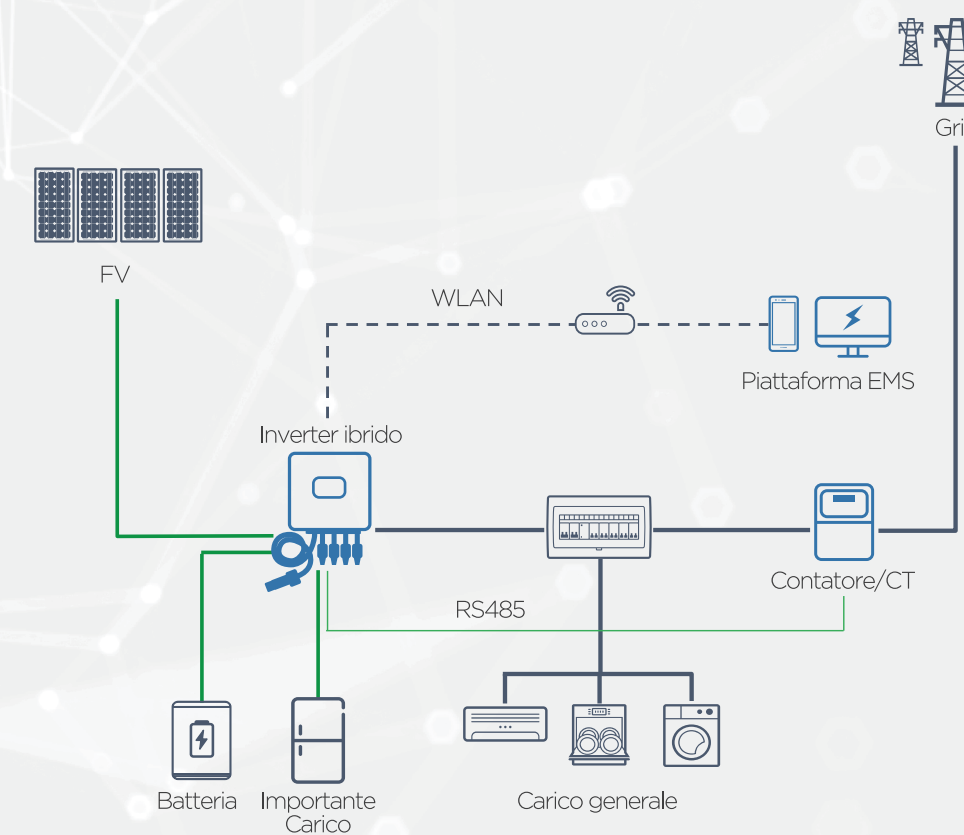 Gri
FV
WLAN
Piattaforma EMS
Inverter ibrido
Contatore/CT
RS485
Batteria
Importante
Carico
Carico generale